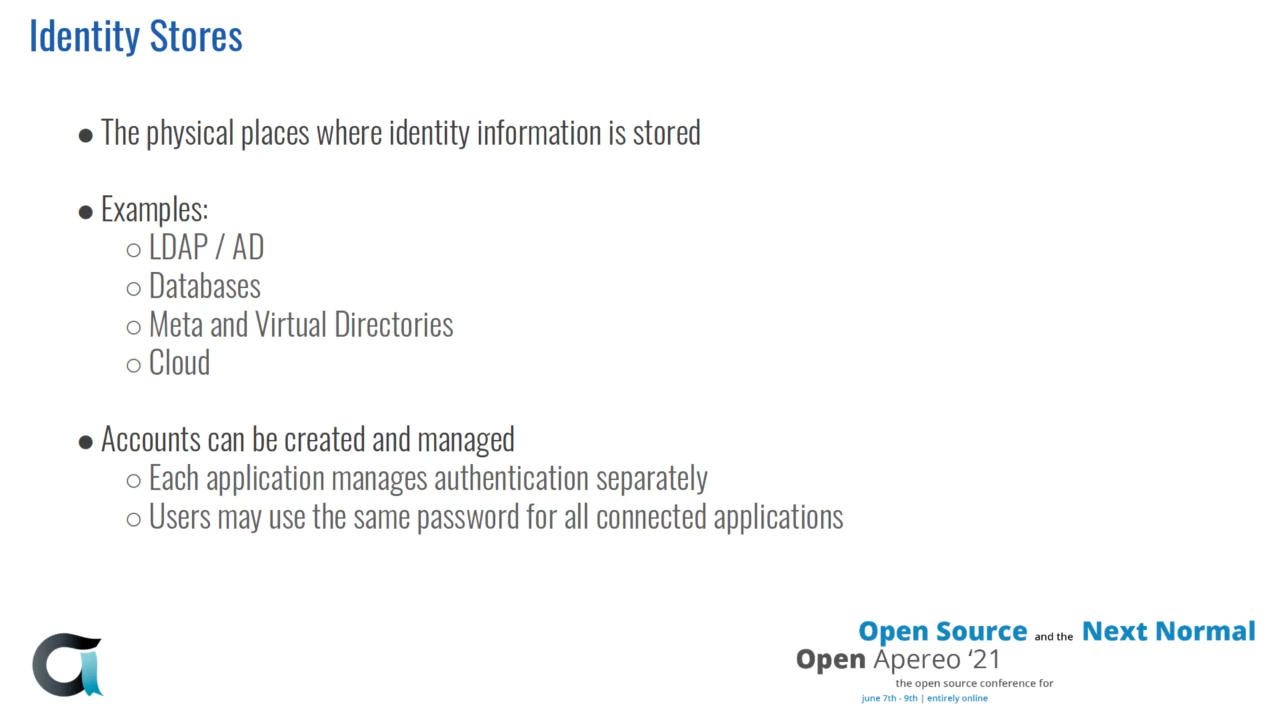 Identity Stores
● The physical places where identity information is stored
● Examples:
○ LDAP / AD
○ Databases
○ Meta and Virtual Directories
○ Cloud
● Accounts can be created and managed
○ Each application manages authentication separately
○ Users may use the same password for all connected applications
Open Source and the Next Normal
Open Apereo ‘21
the open source conference for
june 7th - 9th | entirely online